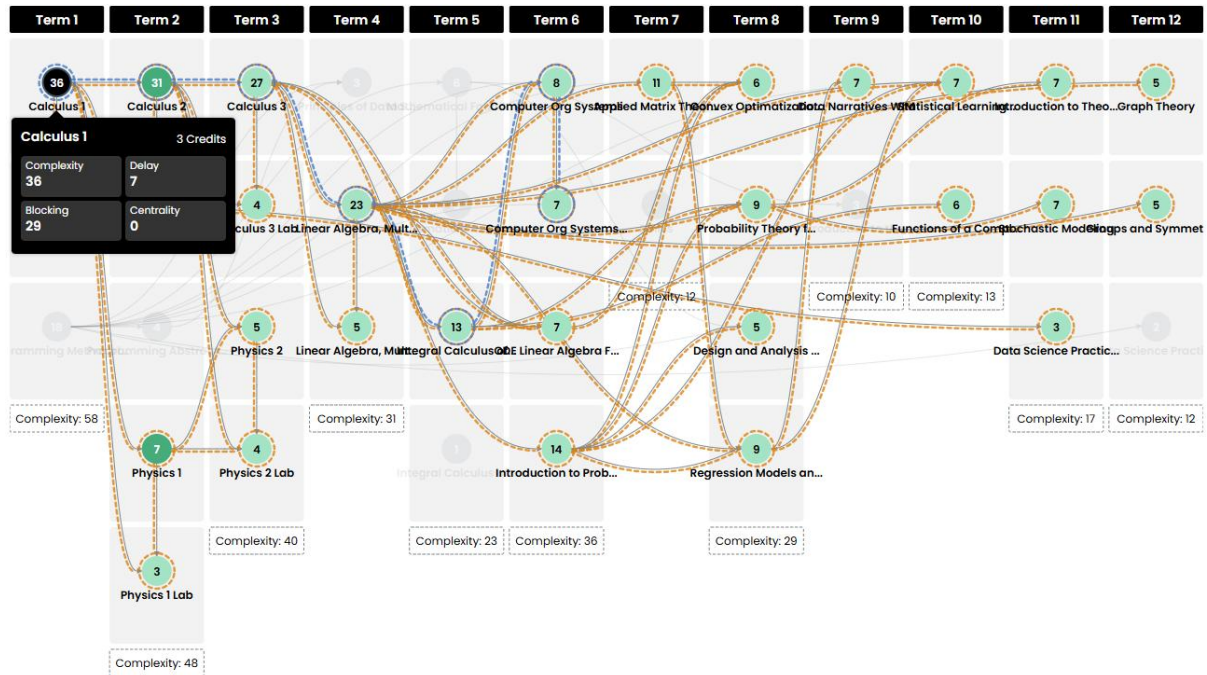 Term 1 Term 2 Term 3 Term 4 Term 5 Term 6 Term 7 Term 8 Term 9 Term 10 Term 11 Term 12
36 31 27 3 8 11 6 7 7 7 5
Calculus 1 Calculus 2 Calculus 3 Computer Org Systems Applied Matrix Theo Convex Optimizatio Data Narratives Statistical Learning Introduction to Theo... Graph Theory
Calculus 1 3 Credits
Complexity Delay
36 7
Blocking Centrality
29 0
4 23 7 9 6 7 5
culus 3 Lab Linear Algebra, Mult... Computer Org Systems... Probability Theory f... Functions of a Comp Stochastic Modeling Groups and Symmet
Complexity: 12 Complexity: 10 Complexity: 13
5 5 13 7 5 3
Physics 2 Linear Algebra, Mult Integral Calculus ODE Linear Algebra F... Design and Analysis ... Data Science Practic...
Complexity: 58 Complexity: 31 Complexity: 17 Complexity: 12
7 4 1 14 9
Physics 1 Physics 2 Lab Integral Calculus Introduction to Prob... Regression Models an...
Complexity: 40 Complexity: 23 Complexity: 36 Complexity: 29
3
Physics 1 Lab
Complexity: 48